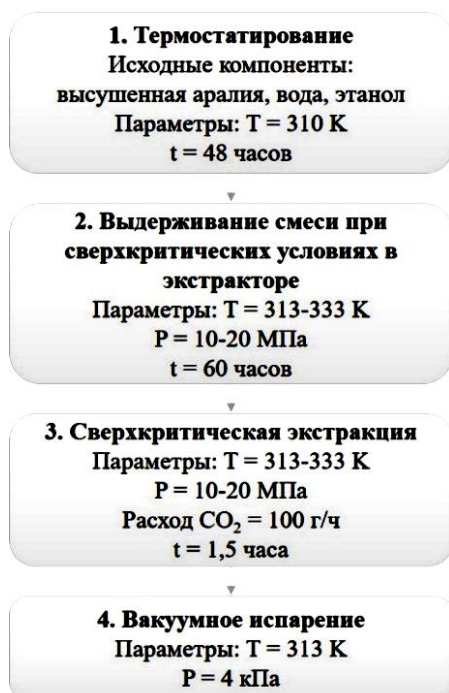 1. Термостатирование
Исходные компоненты:
высушенная аралия, вода, этанол
Параметры: T = 310 K
t = 48 часов
2. Выдерживание смеси при
сверхкритических условиях в
экстракторе
Параметры: T = 313-333 K
P = 10-20 МПа
t = 60 часов
3. Сверхкритическая экстракция
Параметры: T = 313-333 K
P = 10-20 МПа
Расход CO₂ = 100 г/ч
t = 1,5 часа
4. Вакуумное испарение
Параметры: T = 313 K
P = 4 кПа